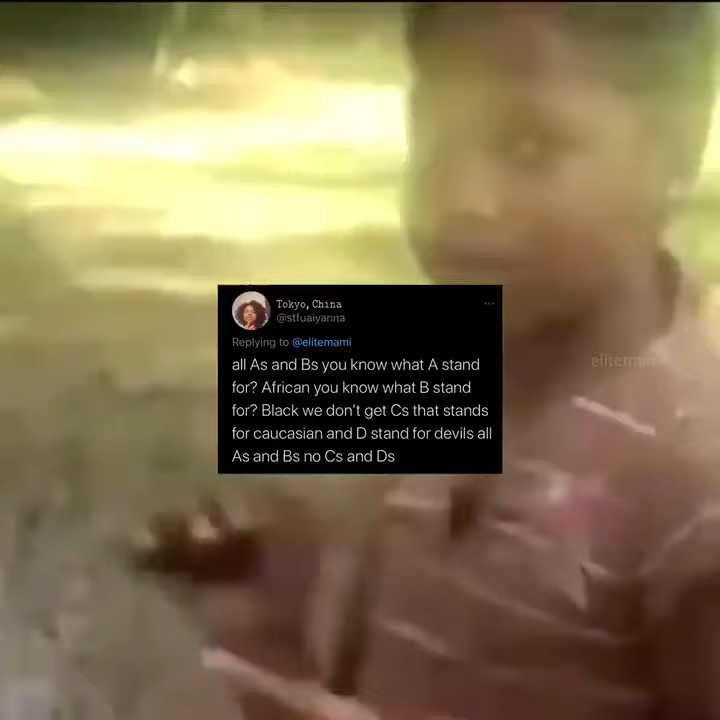 Tokyo, China
@stfuaiyanna
Replying to @elitemami
all As and Bs you know what A stand
for? African you know what B stand
for? Black we don't get Cs that stands
for caucasian and D stand for devils all
As and Bs no Cs and Ds